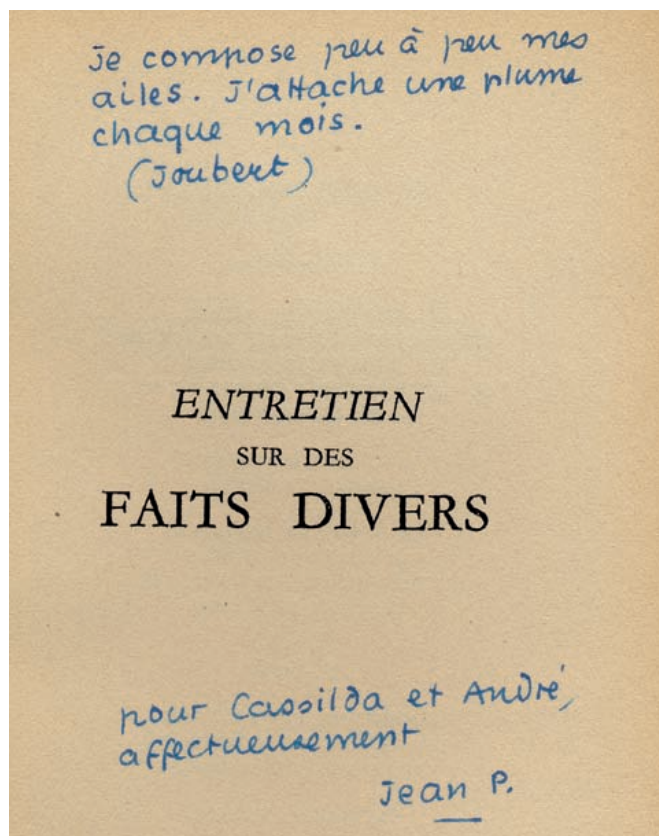 Je compose peu à peu mes
ailes. J'attache une plume
chaque mois.
(Joubert)
ENTRETIEN
SUR DES
FAITS DIVERS
pour Cassilda et André,
affectueusement
Jean P.